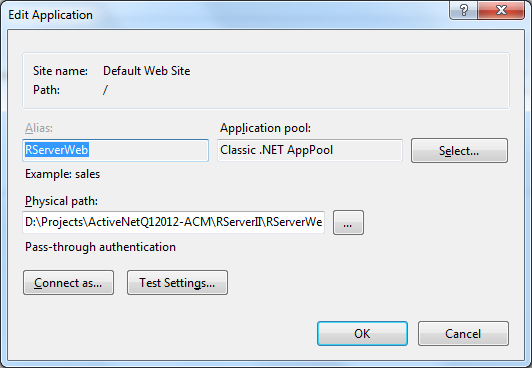 Edit Application
?
Site name: Default Web Site
Path: /
Alias: Application pool:
RServerWeb Classic .NET AppPool Select...
Example: sales
Physical path:
D:\Projects\ActiveNetQ12012-ACM\RServerII\RServerWe ...
Pass-through authentication
Connect as... Test Settings...
OK Cancel